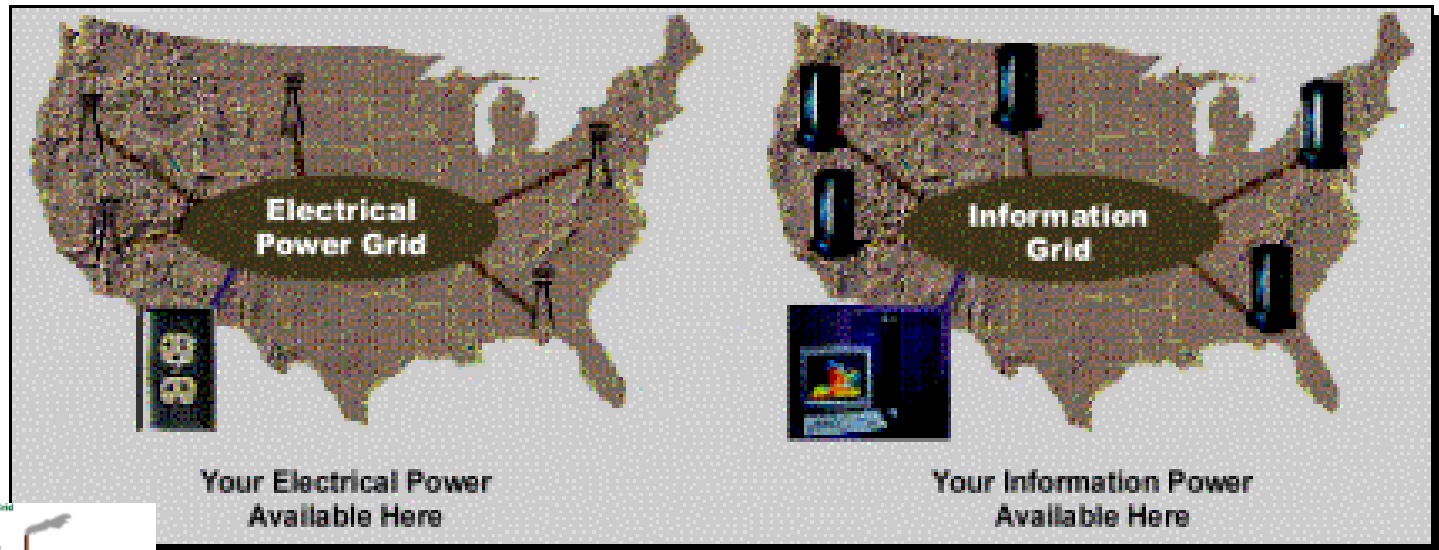 Electrical
Power Grid
Your Electrical Power
Available Here
Information
Grid
Your Information Power
Available Here